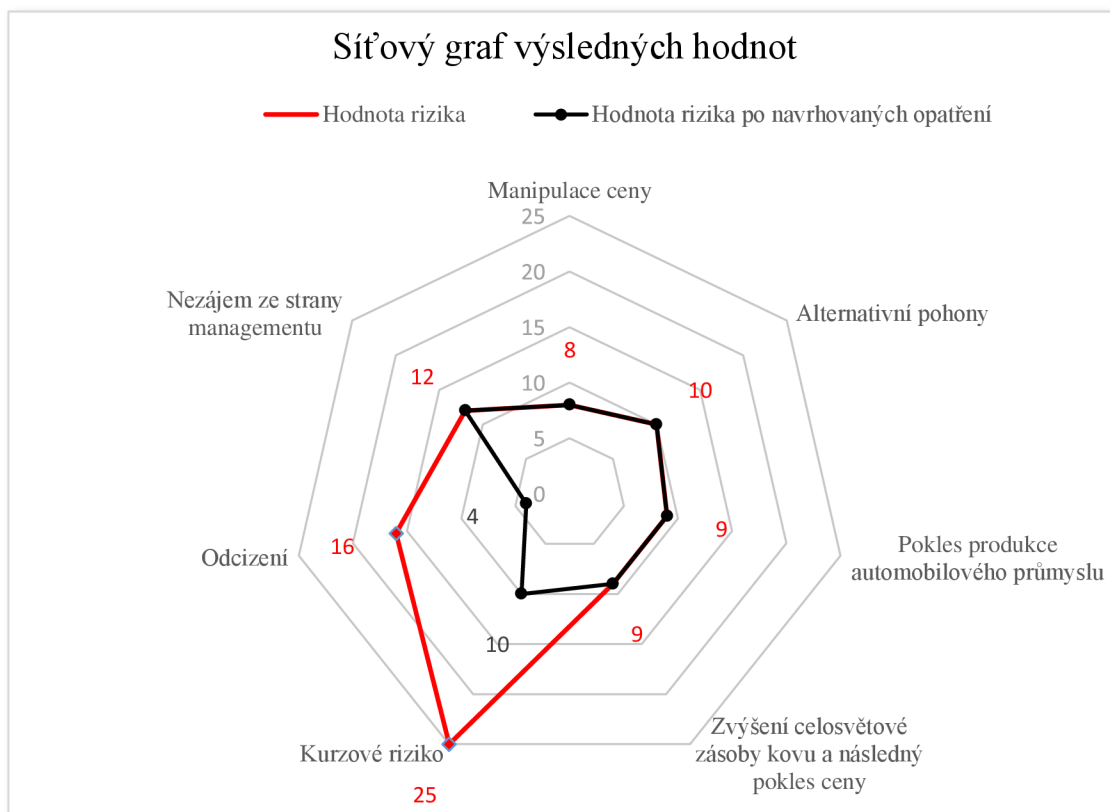 Síťový graf výsledných hodnot
Hodnota rizika
Hodnota rizika po navrhovaných opatření
Manipulace ceny
25
20
15
10
5
0
Nezájem ze strany
managementu
Alternativní pohony
8
12
10
4
9
16
Odcizení
Pokles produkce
automobilového průmyslu
10
9
Kurzové riziko
25
Zvýšení celosvětové
zásoby kovu a následný
pokles ceny